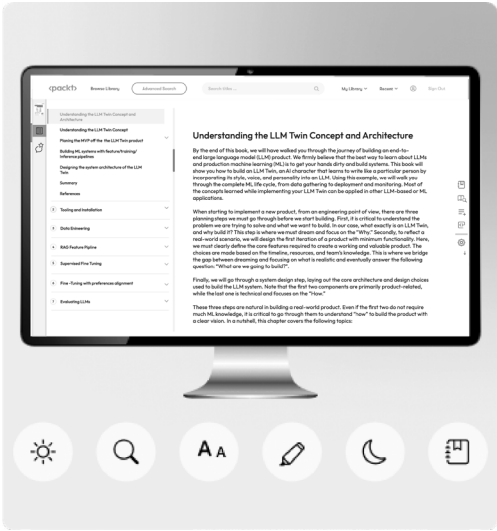 <packt>
Browse Library
Advanced Search
Search titles ...
My Library
Recent
Sign Out
Understanding the LLM Twin Concept and
Architecture
Understanding the LLM Twin Concept
Planing the MVP off the the LLM Twin product
Building ML systems with feature/training/
inference pipelines
Designing the system architecture of the LLM
Twin
Summary
References
Tooling and Installation
Data Enineering
RAG Feature Pipline
Supervised Fine Tuning
Fine -Tuning with preference alignment
Evaluating LLMs
Understanding the LLM Twin Concept and Architecture
By the end of this book, we will have walked you through the journey of building an end-to-
end large language model (LLM) product. We firmly believe that the best way to learn about LLMs
and production machine learning (ML) is to get your hands dirty and build systems. This book will
show you how to build an LLM Twin, an AI character that learns to write like a particular person by
incorporating its style, voice, and personality into an LLM. Using this example, we will walk you
through the complete ML life cycle, from data gathering to deployment and monitoring. Most of
the concepts learned while implementing your LLM Twin can be applied in other LLM-based or ML
applications.
When starting to implement a new product, from an engineering point of view, there are three
planning steps we must go through before we start building. First, it is critical to understand the
problem we are trying to solve and what we want to build. In our case, what exactly is an LLM Twin,
and why build it? This step is where we must dream and focus on the "Why." Secondly, to reflect a
real-world scenario, we will design the first iteration of a product with minimum functionality. Here,
we must clearly define the core features required to create a working and valuable product. The
choices are made based on the timeline, resources, and team's knowledge. This is where we bridge
the gap between dreaming and focusing on what is realistic and eventually answer the following
question: "What are we going to build?".
Finally, we will go through a system design step, laying out the core architecture and design choices
used to build the LLM system. Note that the first two components are primarily product-related,
while the last one is technical and focuses on the "How."
These three steps are natural in building a real-world product. Even if the first two do not require
much ML knowledge, it is critical to go through them to understand "how" to build the product with
a clear vision. In a nutshell, this chapter covers the following topics:
A A